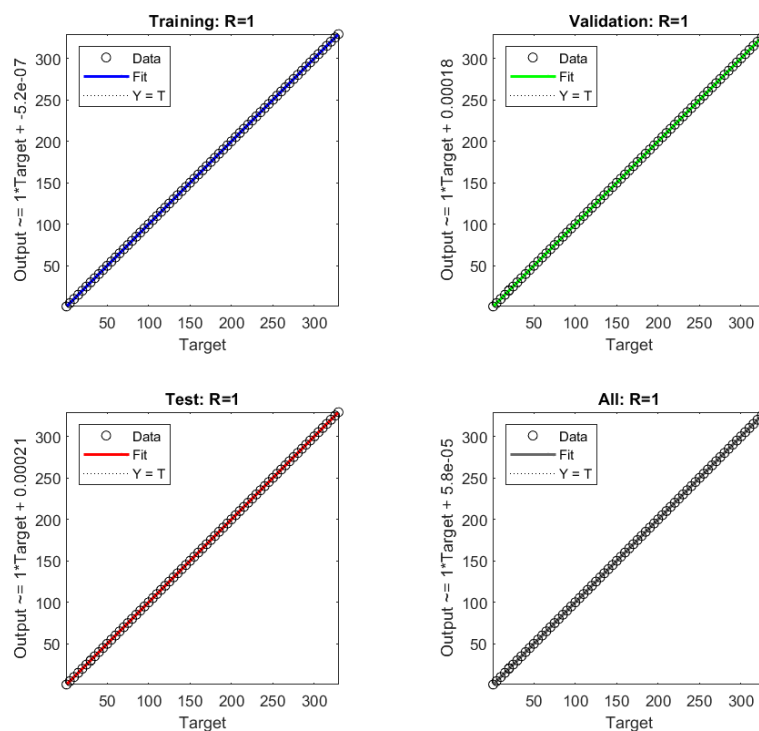 Training: R=1
Output ~= 1*Target + -5.2e-07
300
250
200
150
100
50
Data
Fit
Y = T
50 100 150 200 250 300
Target
Validation: R=1
Output ~= 1*Target + 0.00018
300
250
200
150
100
50
Data
Fit
Y = T
50 100 150 200 250 300
Target
Test: R=1
Output ~= 1*Target + 0.00021
300
250
200
150
100
50
Data
Fit
Y = T
50 100 150 200 250 300
Target
All: R=1
Output ~= 1*Target + 5.8e-05
300
250
200
150
100
50
Data
Fit
Y = T
50 100 150 200 250 300
Target